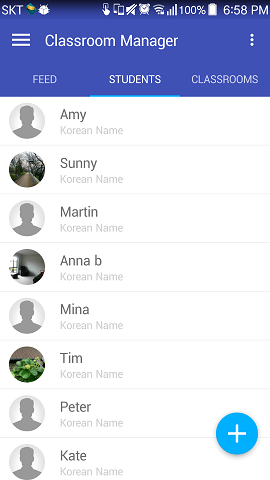 SKT 100% 6:58 PM
Classroom Manager
FEED STUDENTS CLASSROOMS
Amy
Korean Name
Sunny
Korean Name
Martin
Korean Name
Anna b
Korean Name
Mina
Korean Name
Tim
Korean Name
Peter
Korean Name
Kate
Korean Name